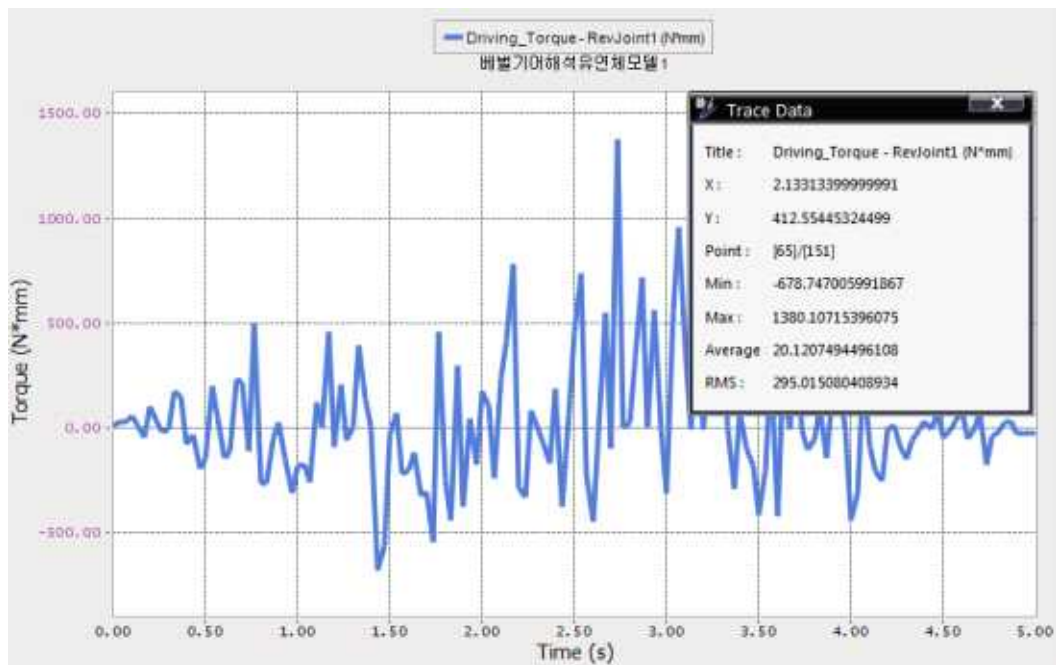 Driving_Torque - RevJoint1 (N*mm)
베벌기어해석유연체모델1
Trace Data
Title : Driving_Torque - RevJoint1 (N*mm)
X : 2.13313399999991
Y : 412.55445324499
Point : [65]/[151]
Min : -678.747005991867
Max : 1380.10715396075
Average 20.1207494496108
RMS : 295.015080408934
1500.00
1000.00
500.00
0.00
-500.00
Torque (N*mm)
0.00 0.50 1.00 1.50 2.00 2.50 3.00 3.50 4.00 4.50 5.00
Time (s)